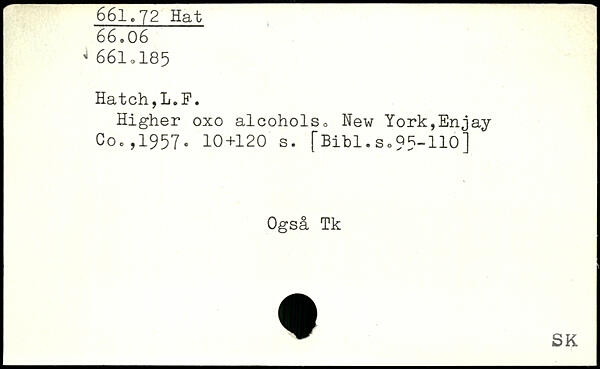 661.72 Hat
66.06
661.185
Hatch,L.F.
Higher oxo alcohols. New York,Enjay
Co.,1957. 10+120 s. [Bibl.s.95-110]
Også Tk
SK